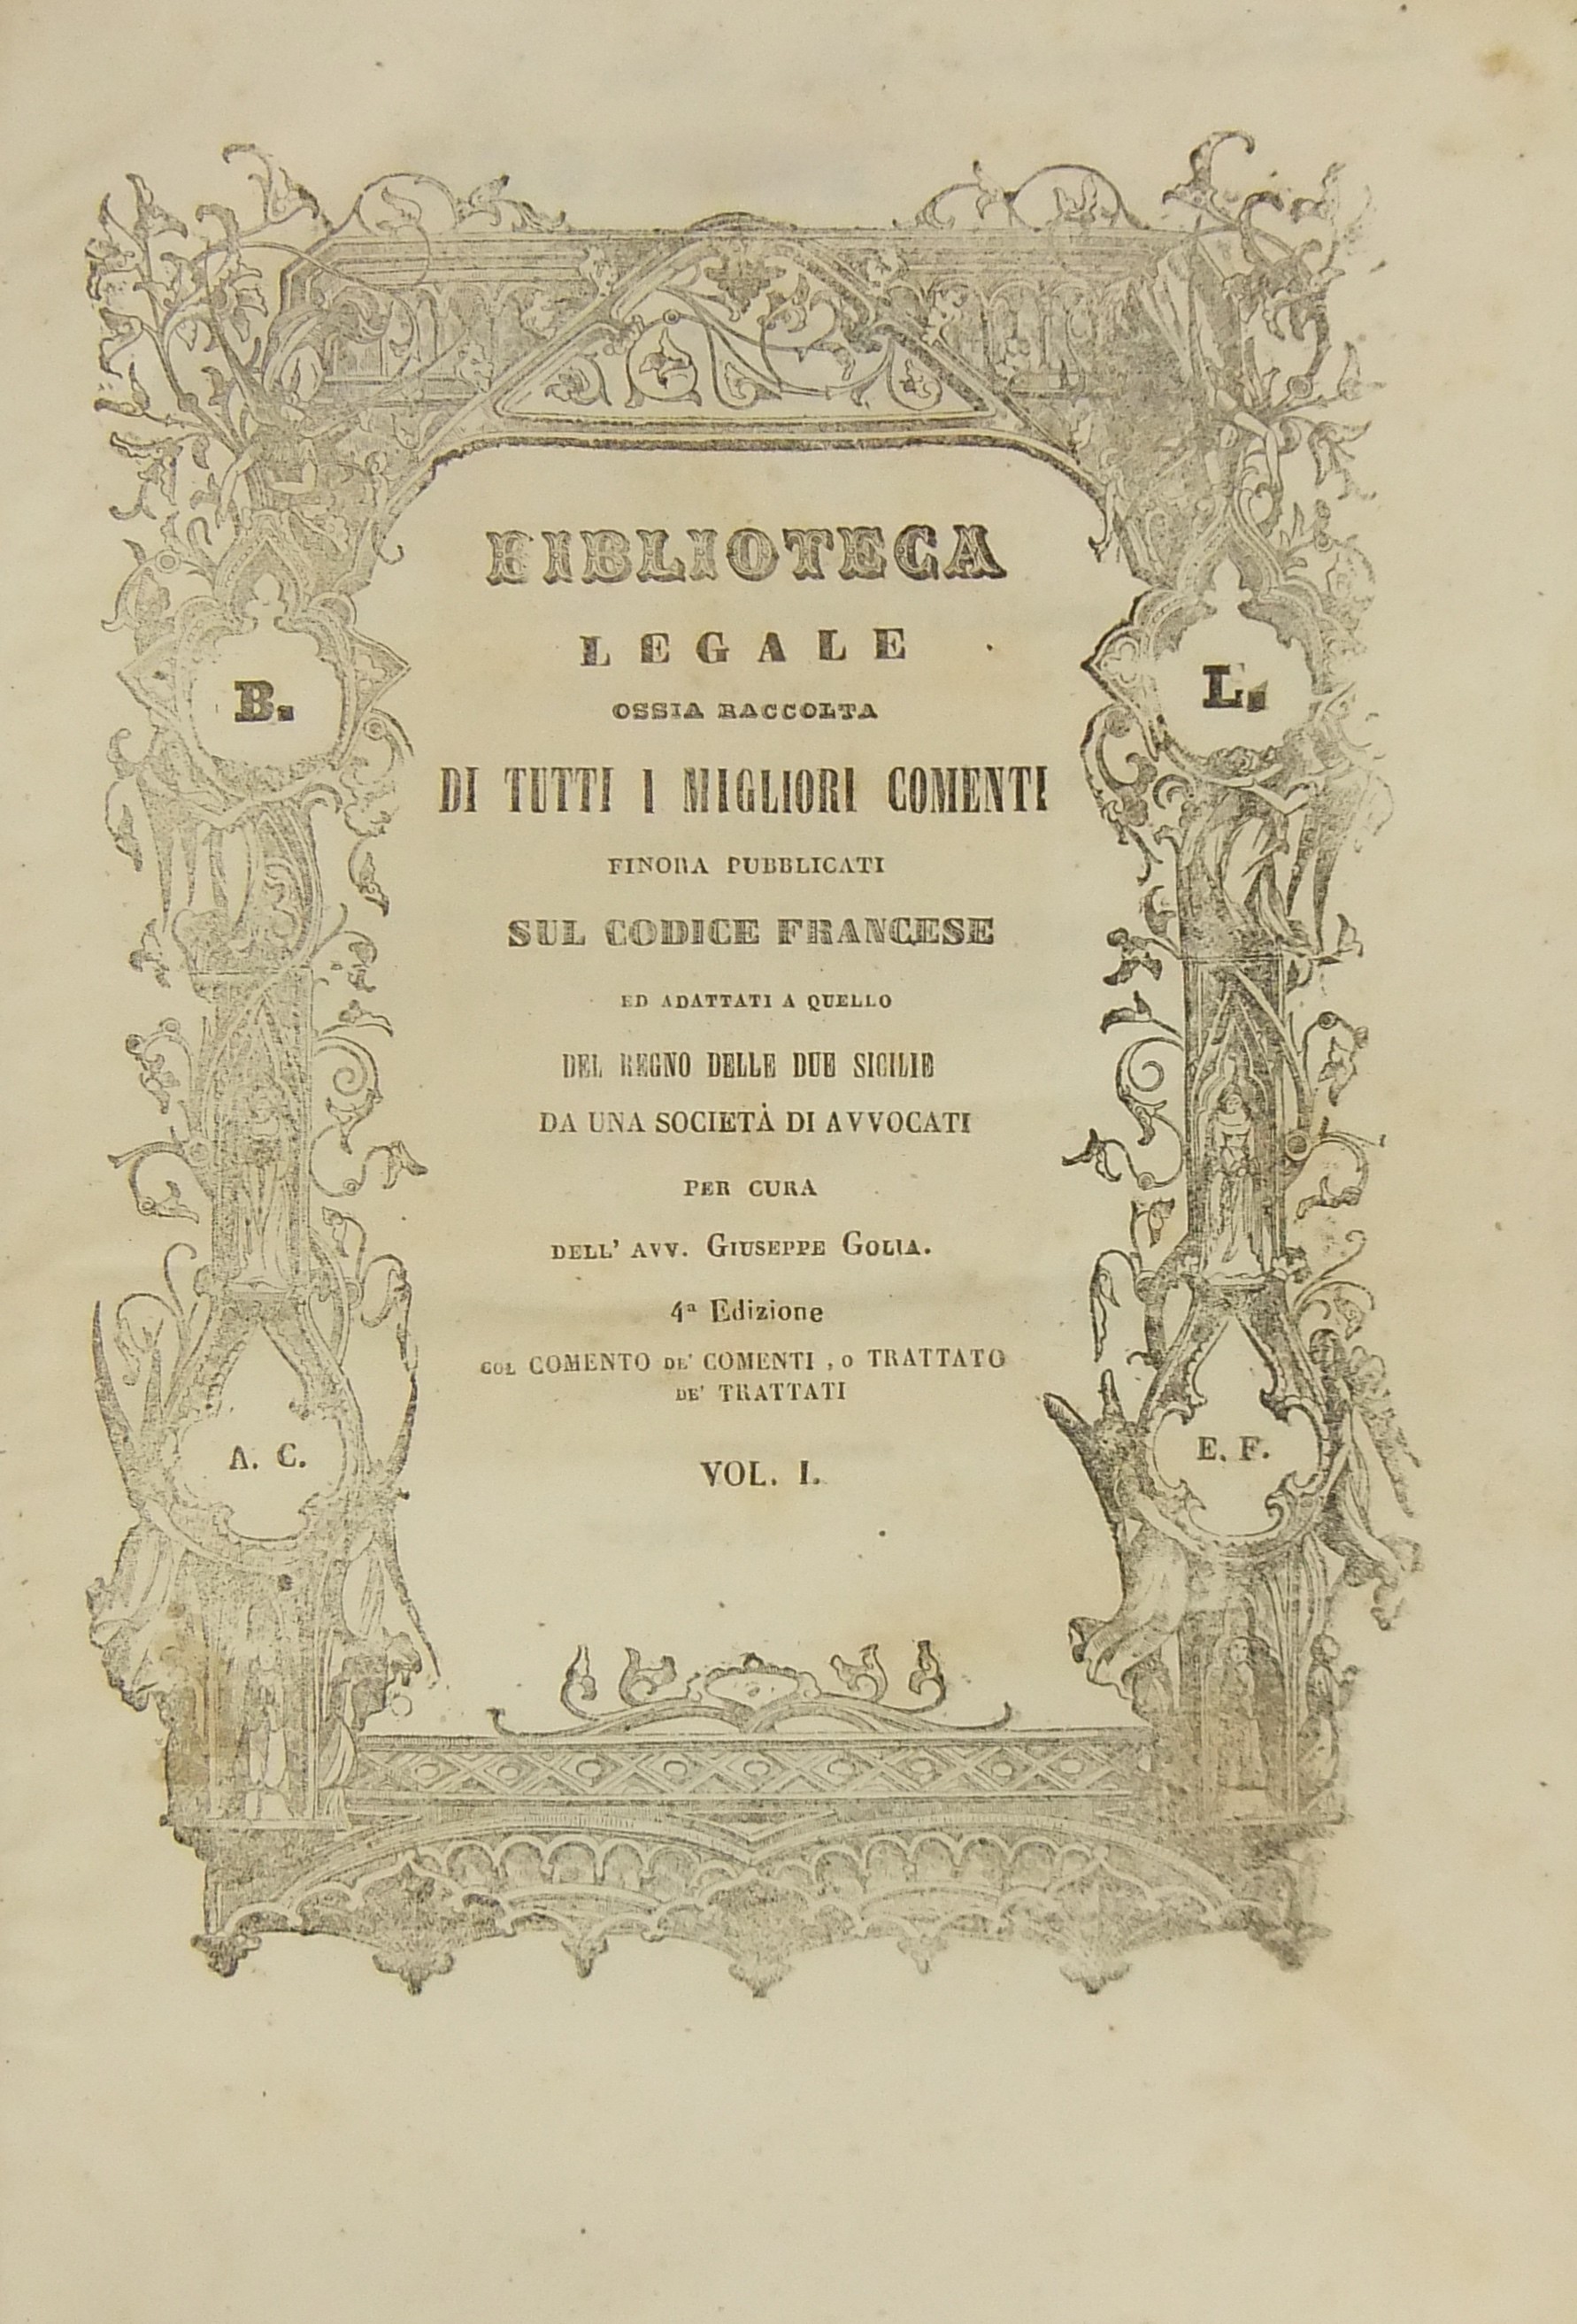 BIBLIOTECA
LEGALE
OSSIA RACCOLTA
B.
L.
DI TUTTI I MIGLIORI COMENTI
FINORA PUBBLICATI
SUL CODICE FRANCESE
ED ADATTATI A QUELLO
DEL REGNO DELLE DUE SICILIE
DA UNA SOCIETÀ DI AVVOCATI
PER CURA
DELL' AVV. GIUSEPPE GOLIA.
4ª Edizione
COL COMENTO DE' COMENTI, O TRATTATO
DE' TRATTATI
A. C.
E. F.
VOL. I.